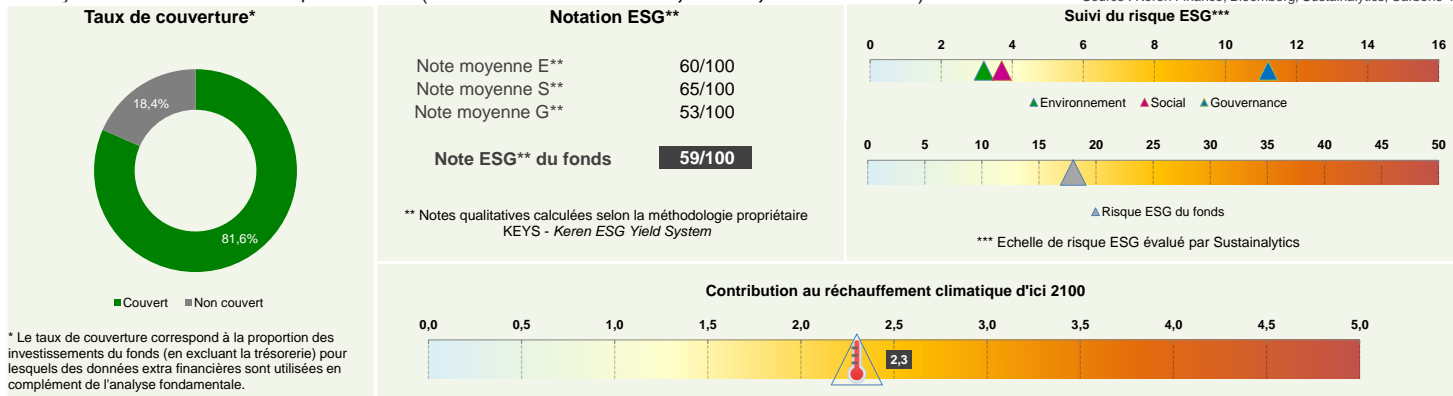 Taux de couverture*
18,4%
81,6%
Couvert Non couvert
* Le taux de couverture correspond à la proportion des
investissements du fonds (en excluant la trésorerie) pour
lesquels des données extra financières sont utilisées en
complément de l'analyse fondamentale.
Notation ESG**
Note moyenne E** 60/100
Note moyenne S** 65/100
Note moyenne G** 53/100
Note ESG** du fonds 59/100
** Notes qualitatives calculées selon la méthodologie propriétaire
KEYS - Keren ESG Yield System
Suivi du risque ESG***
0 2 4 6 8 10 12 14 16
Environnement Social Gouvernance
0 5 10 15 20 25 30 35 40 45 50
Risque ESG du fonds
*** Echelle de risque ESG évalué par Sustainalytics
Contribution au réchauffement climatique d'ici 2100
0,0 0,5 1,0 1,5 2,0 2,5 3,0 3,5 4,0 4,5 5,0
2,3